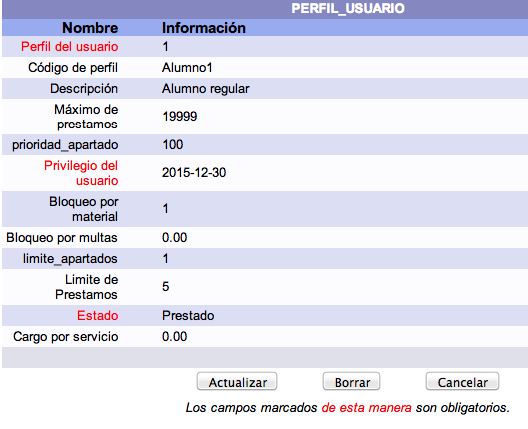 PERFIL_USUARIO
Nombre Información
Perfil del usuario 1
Código de perfil Alumno1
Descripción Alumno regular
Máximo de
prestamos 19999
prioridad_apartado 100
Privilegio del
usuario 2015-12-30
Bloqueo por
material 1
Bloqueo por multas 0.00
limite_apartados 1
Limite de
Prestamos 5
Estado Prestado
Cargo por servicio 0.00
Actualizar Borrar Cancelar
Los campos marcados de esta manera son obligatorios.